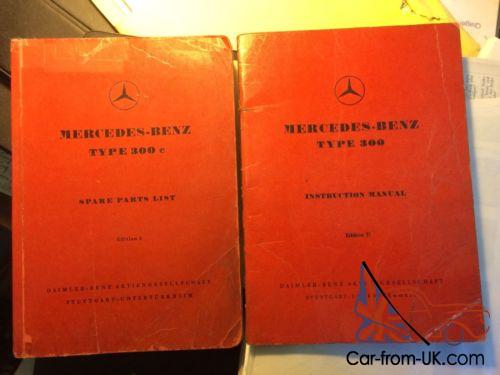 MERCEDES-BENZ
TYPE 300 c
SPARE PARTS LIST
Edition
DAIMLER-BENZ AKTIENGESELLSCHAFT
STUTTGART-UNTERTÜRKHEIM
MERCEDES-BENZ
TYPE 300
INSTRUCTION MANUAL
Edition
DAIMLER-BENZ AKTIENGESELLSCHAFT
Car-from-UK.com